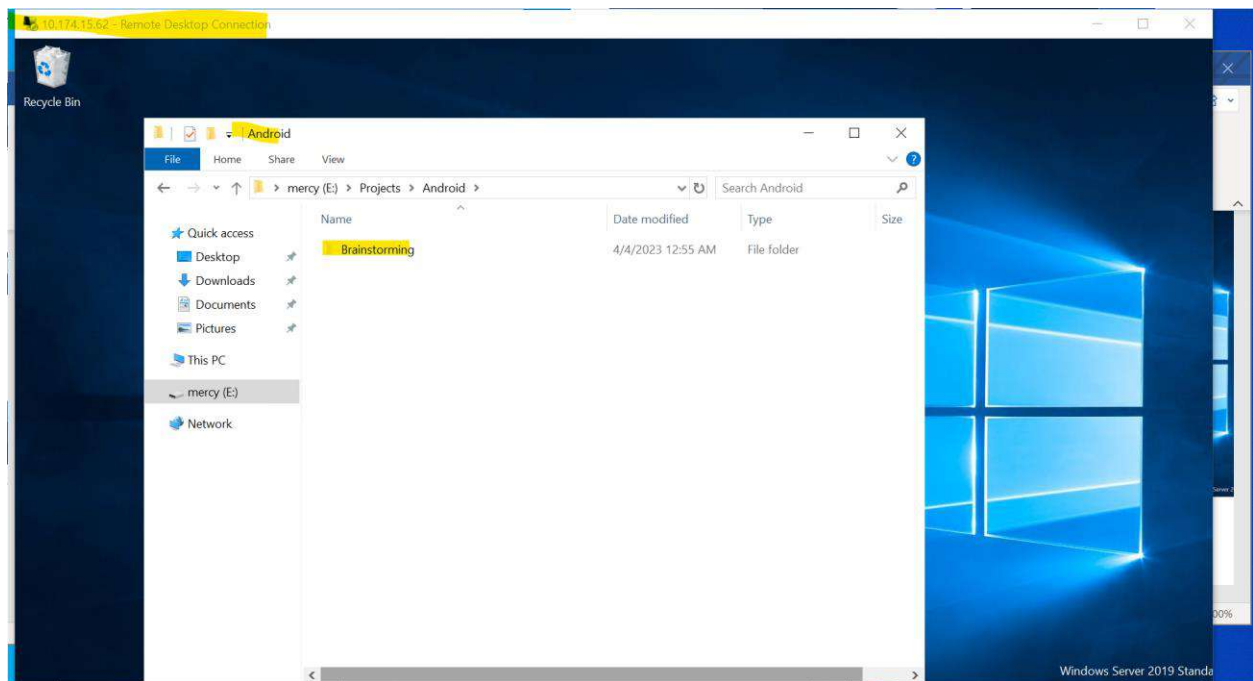 10.174.15.62 - Remote Desktop Connection
Recycle Bin
Android
File Home Share View
mercy (E:) > Projects > Android >
Search Android
Name Date modified Type Size
Quick access
Desktop
Downloads
Documents
Pictures
This PC
mercy (E:)
Network
Brainstorming 4/4/2023 12:55 AM File folder
Windows Server 2019 Standa
00%